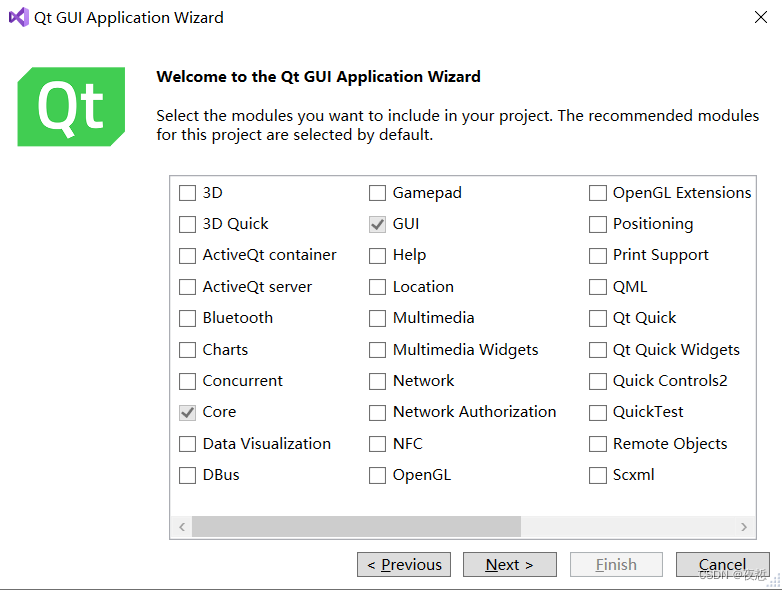 Qt GUI Application Wizard
Qt
Welcome to the Qt GUI Application Wizard
Select the modules you want to include in your project. The recommended modules
for this project are selected by default.
3D Gamepad OpenGL Extensions
3D Quick GUI Positioning
ActiveQt container Help Print Support
ActiveQt server Location QML
Bluetooth Multimedia Qt Quick
Charts Multimedia Widgets Qt Quick Widgets
Concurrent Network Quick Controls2
Core Network Authorization QuickTest
Data Visualization NFC Remote Objects
DBus OpenGL Scxml
< Previous Next > Finish Cancel
CSDN @夜悊